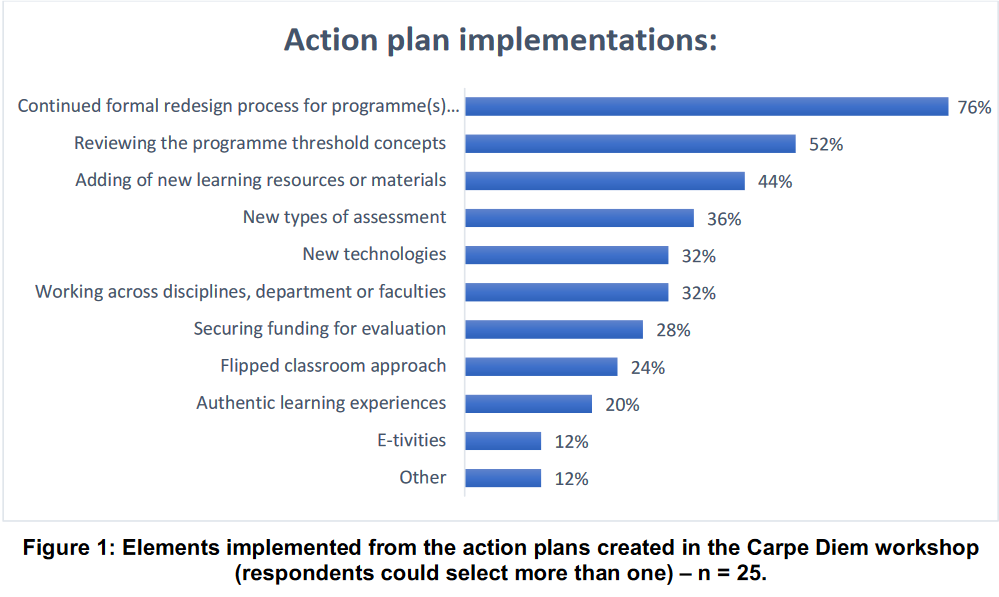 Action plan implementations:
Continued formal redesign process for programme(s)... 76%
Reviewing the programme threshold concepts 52%
Adding of new learning resources or materials 44%
New types of assessment 36%
New technologies 32%
Working across disciplines, department or faculties 32%
Securing funding for evaluation 28%
Flipped classroom approach 24%
Authentic learning experiences 20%
E-tivities 12%
Other 12%
Figure 1: Elements implemented from the action plans created in the Carpe Diem workshop
(respondents could select more than one) – n = 25.